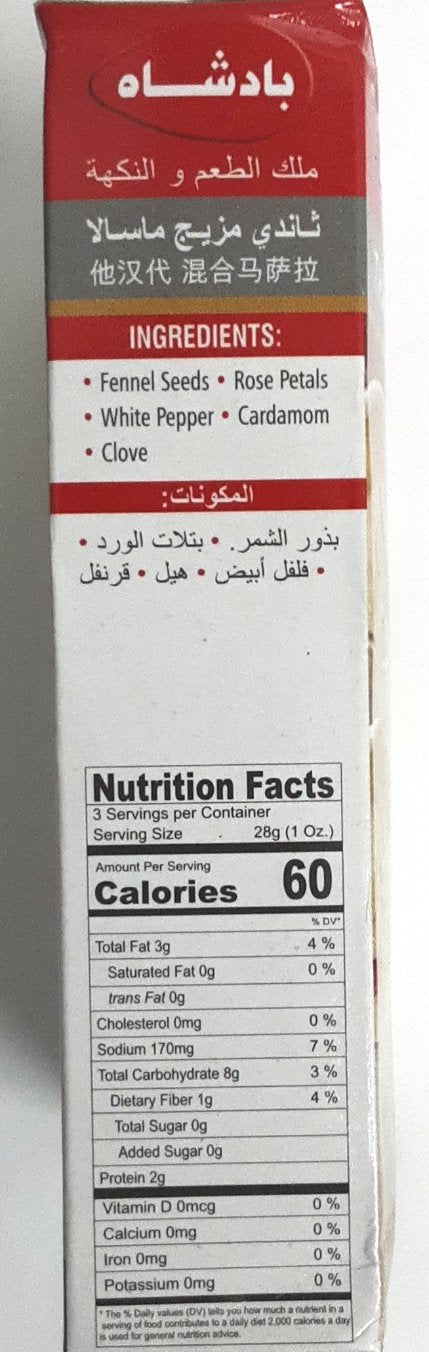 بادشاه
ملك الطعم و النكهة
ثاندي مزيج ماسالا
他汉代 混合马萨拉
INGREDIENTS:
• Fennel Seeds • Rose Petals
• White Pepper • Cardamom
• Clove
المكونات:
بذور الشمر. • بتلات الورد •
• فلفل أبيض • هيل • قرنفل
Nutrition Facts
3 Servings per Container
Serving Size 28g (1 Oz.)
Amount Per Serving
Calories 60
% DV*
Total Fat 3g 4 %
Saturated Fat 0g 0 %
trans Fat 0g
Cholesterol 0mg 0 %
Sodium 170mg 7 %
Total Carbohydrate 8g 3 %
Dietary Fiber 1g 4 %
Total Sugar 0g
Added Sugar 0g
Protein 2g
Vitamin D 0mcg 0 %
Calcium 0mg 0 %
Iron 0mg 0 %
Potassium 0mg 0 %
* The % Daily values (DV) tells you how much a nutrient in a
serving of food contributes to a daily diet 2,000 calories a day
is used for general nutrition advice.